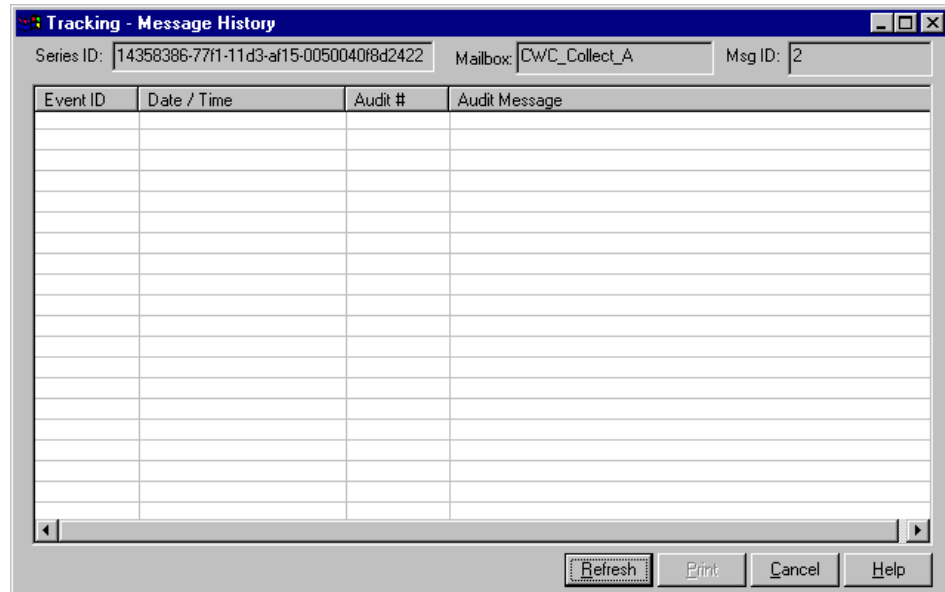 Tracking - Message History
Series ID: 14358386-77f1-11d3-af15-0050040f8d2422 Mailbox: CWC_Collect_A Msg ID: 2
Event ID Date / Time Audit # Audit Message
Refresh Print Cancel Help